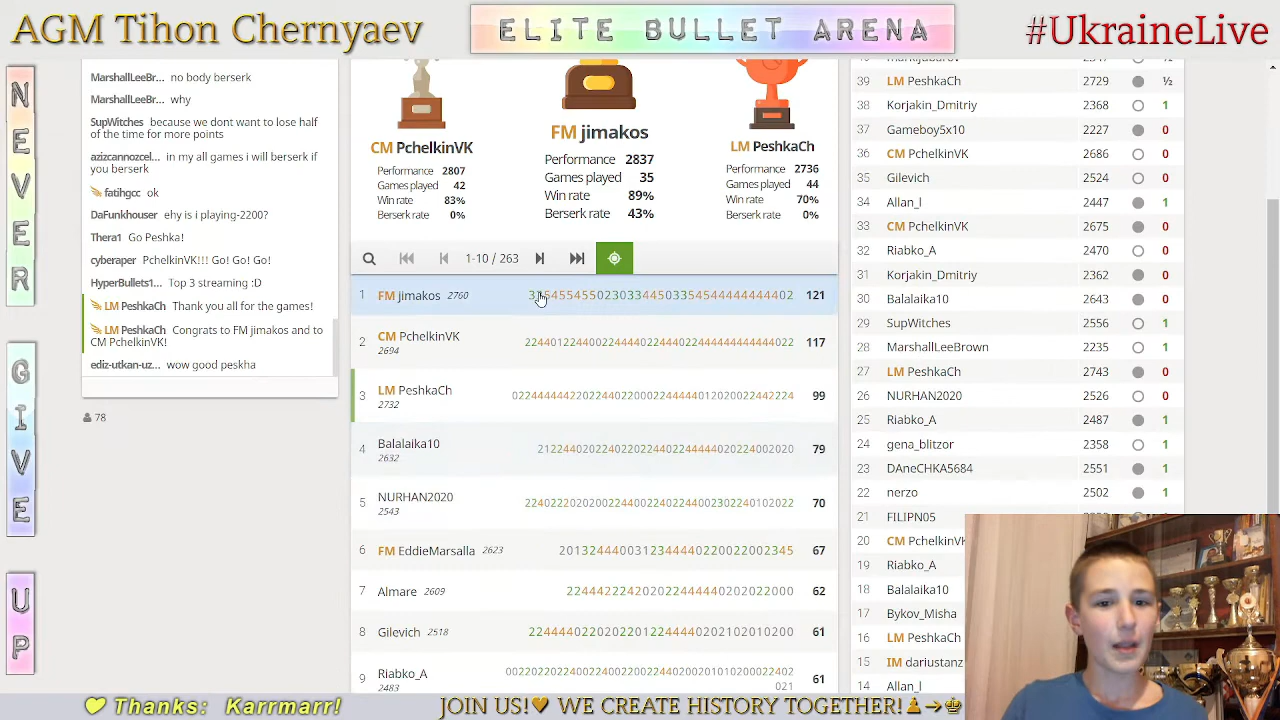 AGM Tihon Chernyaev
ELITE BULLET ARENA
#UkraineLive
NEVER
GIVE
UP
MarshallLeeBr... no body berserk
MarshallLeeBr... why
SupWitches because we dont want to lose half
of the time for more points
azizcannozcel... in my all games i will berserk if
you berserk
fatihgcc ok
DaFunkhouser ehy is i playing-2200?
Thera1 Go Peshka!
cyberaper PchelkinVK!!! Go! Go! Go!
HyperBullets1... Top 3 streaming :D
LM PeshkaCh Thank you all for the games!
LM PeshkaCh Congrats to FM jimakos and to
CM PchelkinVK!
ediz-utkan-uz... wow good peskha
78
CM PchelkinVK
Performance 2807
Games played 42
Win rate 83%
Berserk rate 0%
FM jimakos
Performance 2837
Games played 35
Win rate 89%
Berserk rate 43%
LM PeshkaCh
Performance 2736
Games played 44
Win rate 70%
Berserk rate 0%
1-10 / 263
1 FM jimakos 2760 121
2 CM PchelkinVK 117
2694
3 LM PeshkaCh 99
2732
4 Balalaika10 79
2632
5 NURHAN2020 70
2543
6 FM EddieMarsalla 2623 2013244400312344440220022002345 67
7 Almare 2609 62
8 Gilevich 2518 61
9 Riabko_A 61
2483
021
39 LM PeshkaCh 2729 ½
38 Korjakin_Dmitriy 2368 1
37 Gameboy5x10 2227 0
36 CM PchelkinVK 2686 0
35 Gilevich 2524 0
34 Allan_l 2447 1
33 CM PchelkinVK 2675 0
32 Riabko_A 2470 0
31 Korjakin_Dmitriy 2362 0
30 Balalaika10 2643 0
29 SupWitches 2556 1
28 MarshallLeeBrown 2235 1
27 LM PeshkaCh 2743 0
26 NURHAN2020 2526 0
25 Riabko_A 2487 1
24 gena_blitzor 2358 1
23 DAneCHKA5684 2551 1
22 nerzo 2502 1
21 FILIPN05
20 CM PchelkinVK
19 Riabko_A
18 Balalaika10
17 Bykov_Misha
16 LM PeshkaCh
15 IM dariustanz
14 Allan_l
Thanks: Karrmarr!
JOIN US! WE CREATE HISTORY TOGETHER!